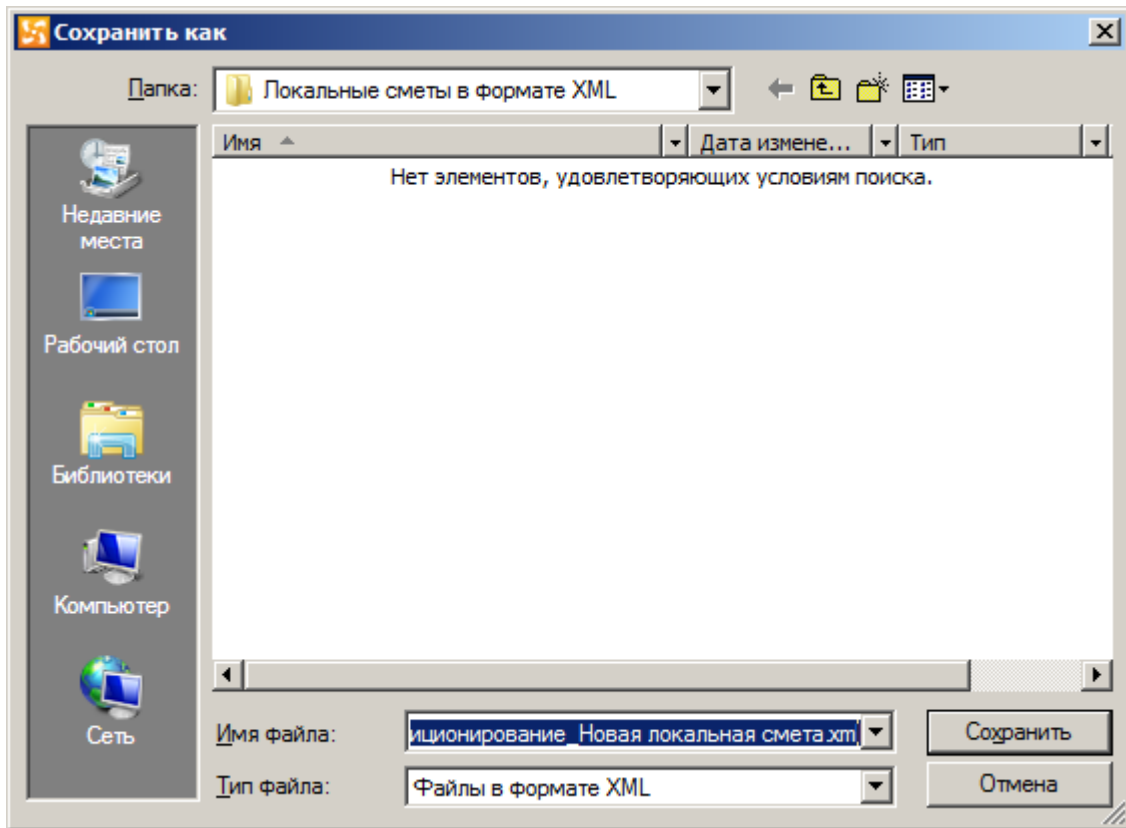 Сохранить как
Папка: Локальные сметы в формате XML
Имя Дата измене... Тип
Нет элементов, удовлетворяющих условиям поиска.
Недавние
места
Рабочий стол
Библиотеки
Компьютер
Сеть
Имя файла: иционирование_Новая локальная смета.xm Сохранить
Тип файла: Файлы в формате XML Отмена